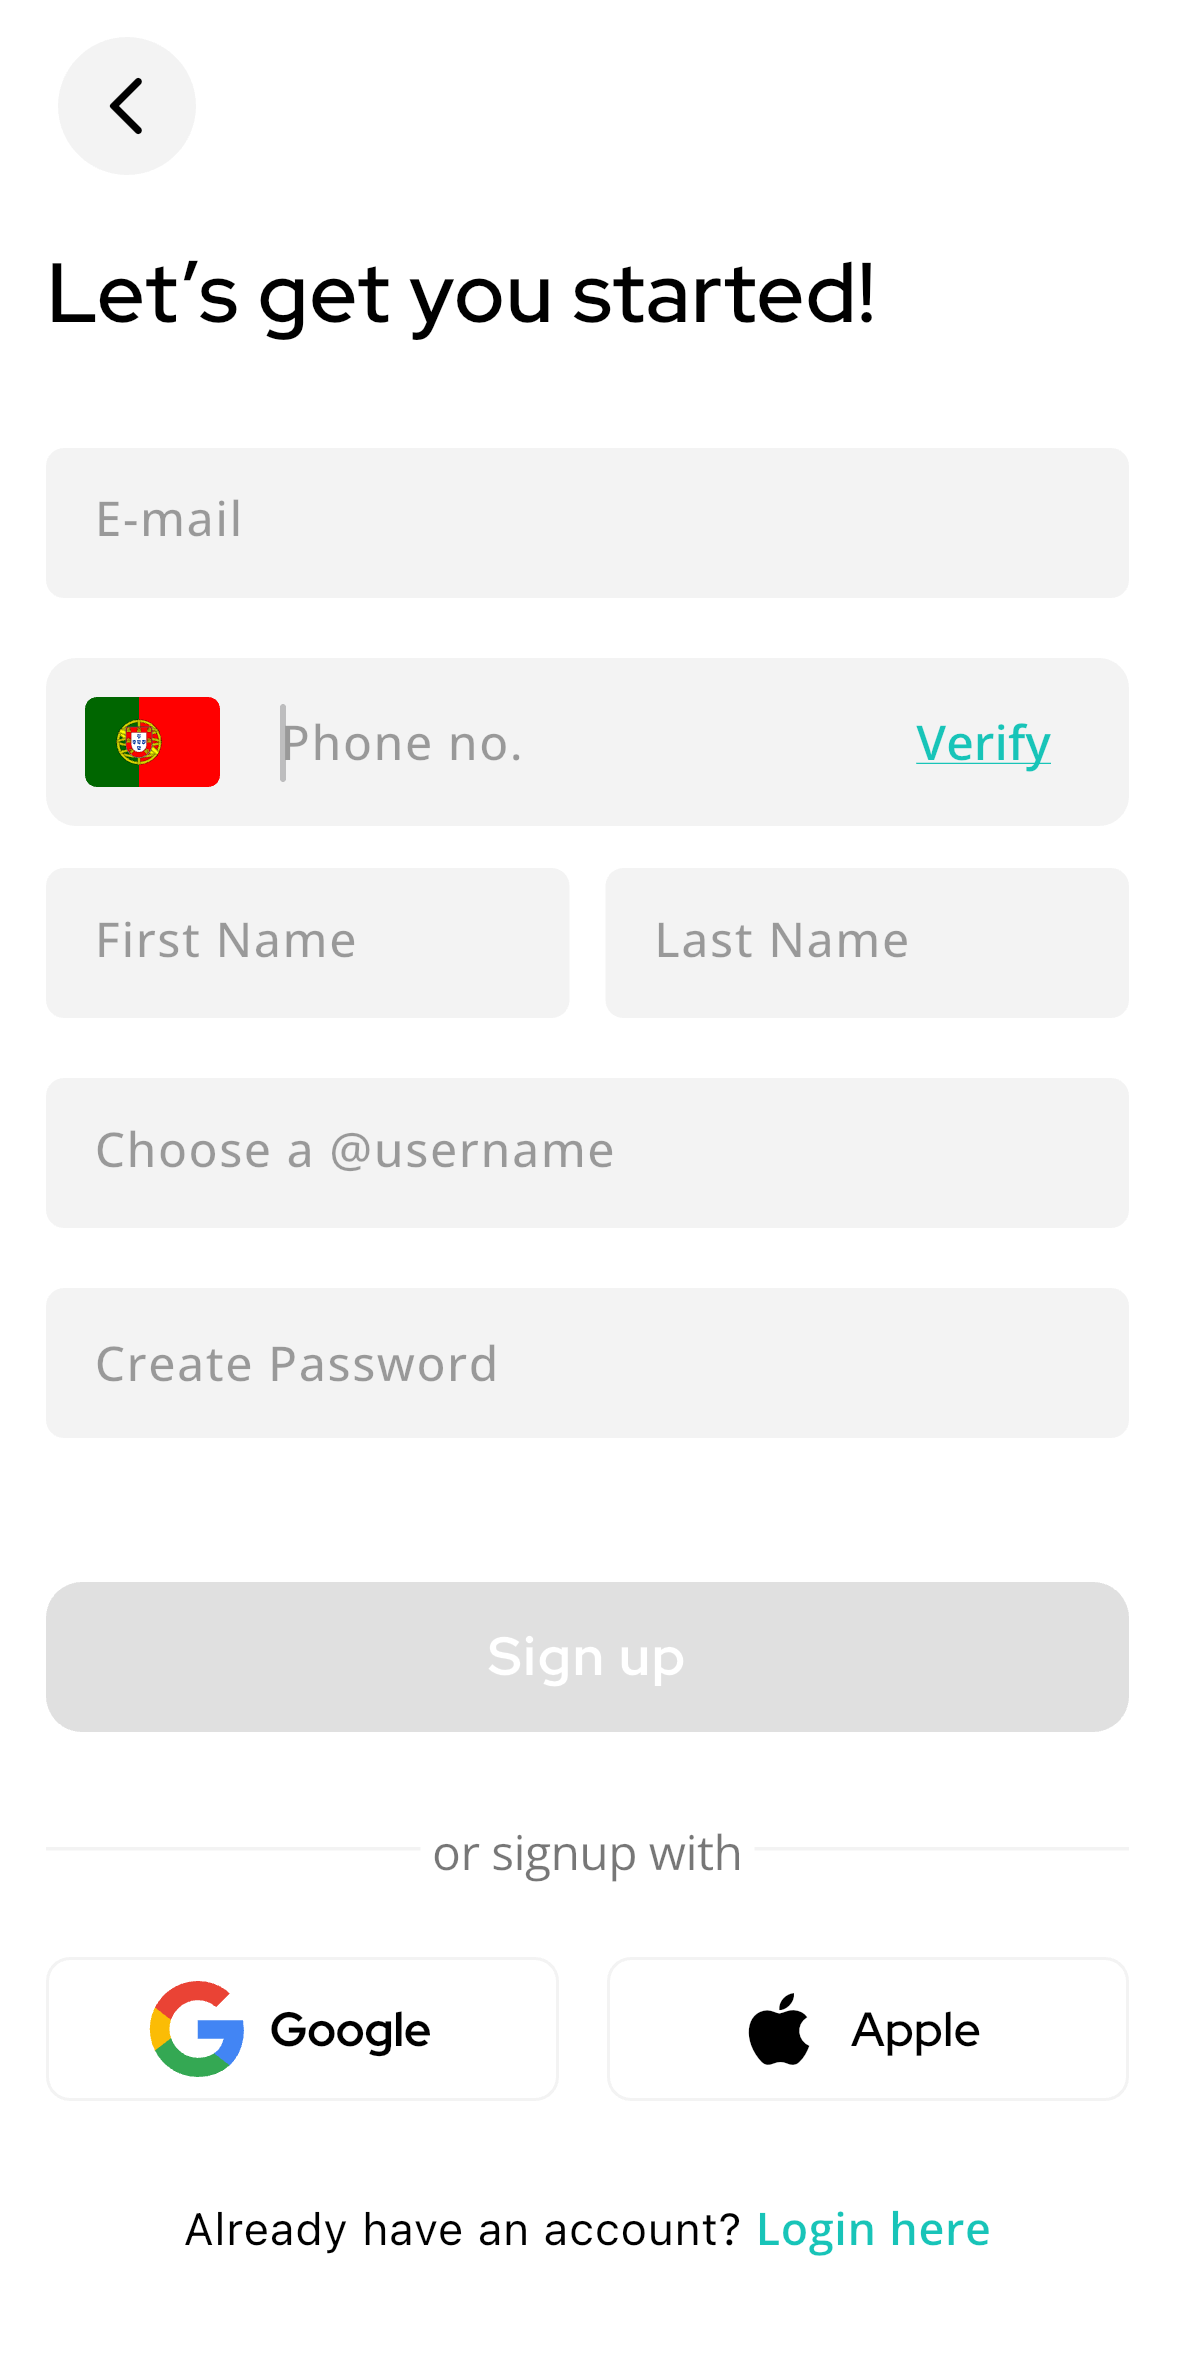 Let’s get you started!
E-mail
Phone no. Verify
First Name Last Name
Choose a @username
Create Password
Sign up
or signup with
Google Apple
Already have an account? Login here